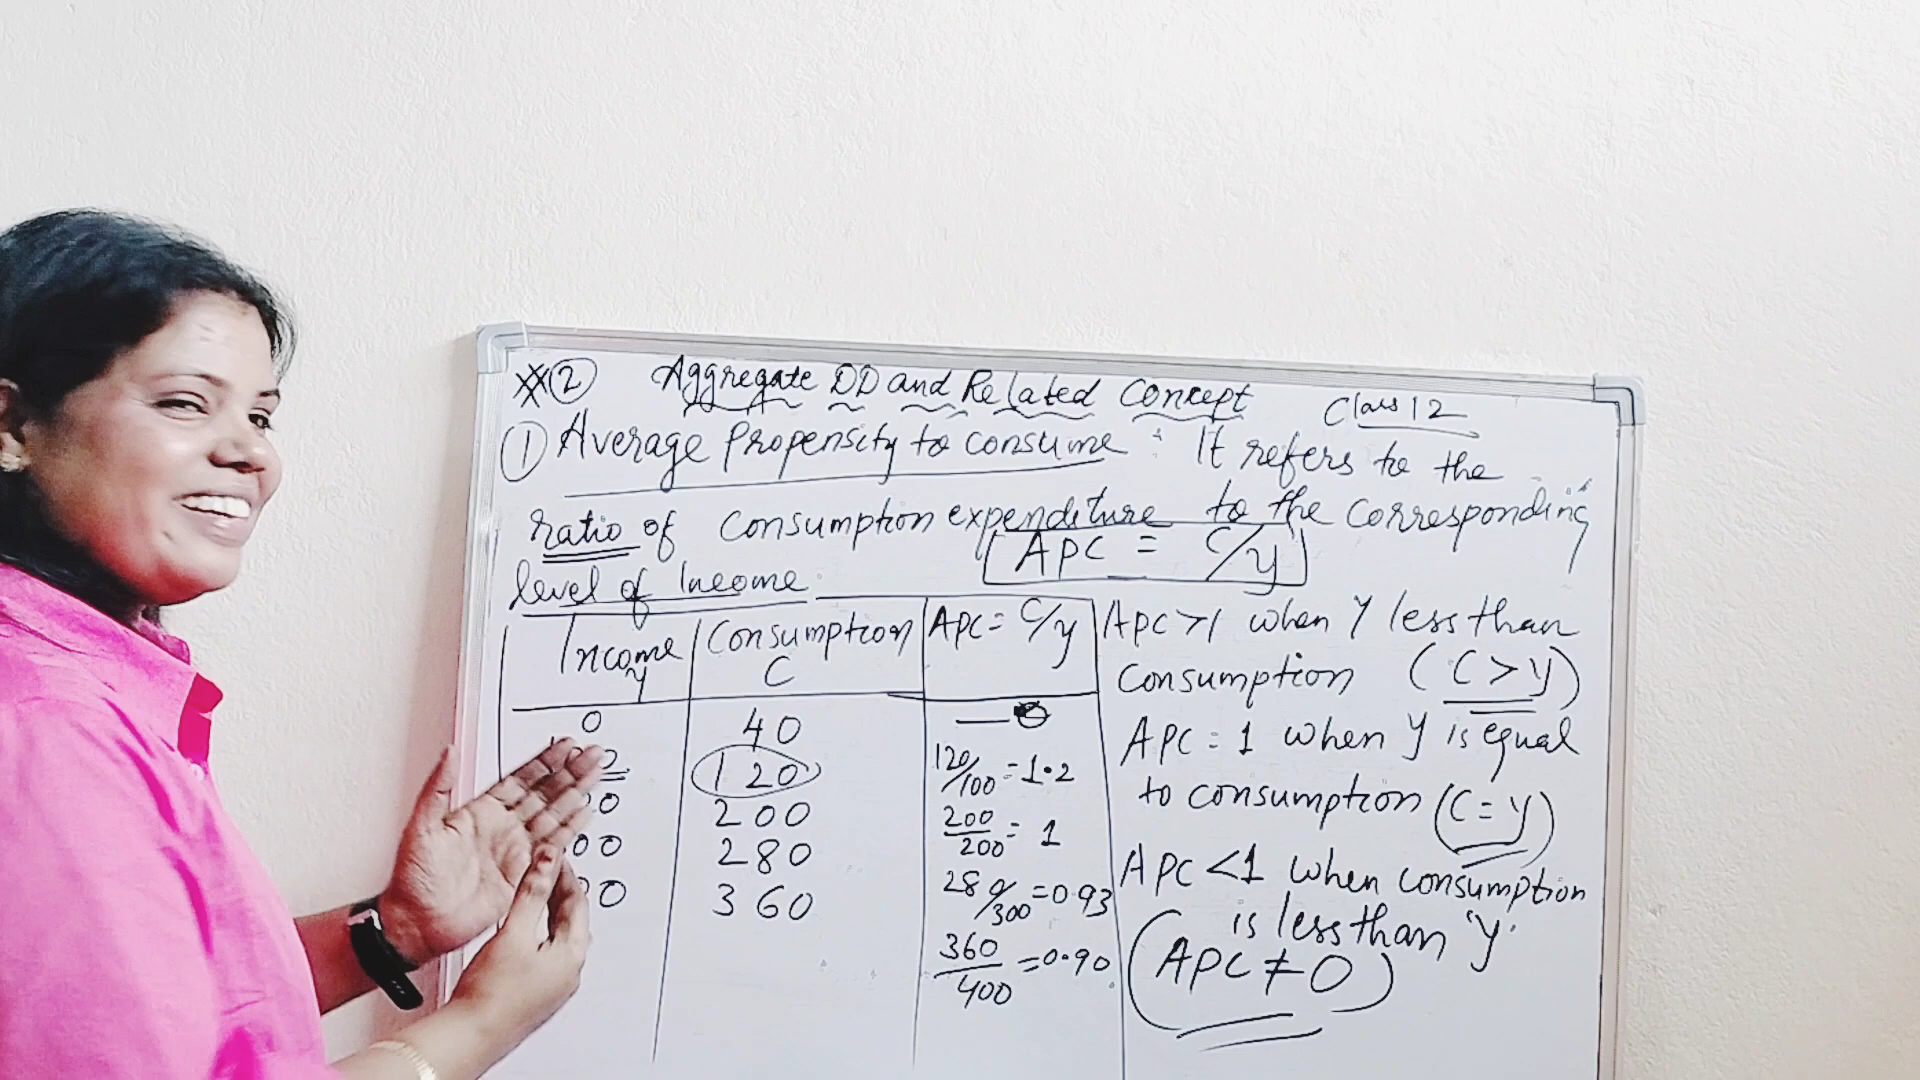 ※② Aggregate DD and Related Concept Class 12
① Average Propensity to consume : It refers to the
ratio of consumption expenditure to the corresponding
level of Income. APC = C/y
Income y Consumption C APC = C/y
0 40 —
120 120/100 = 1.2
200 200/200 = 1
280 280/300 = 0.93
360 360/400 = 0.90
APC >1 when Y less than
consumption (C > Y)
APC = 1 when Y is equal
to consumption (C = Y)
APC <1 when consumption
is less than 'Y'.
(APC ≠ 0)